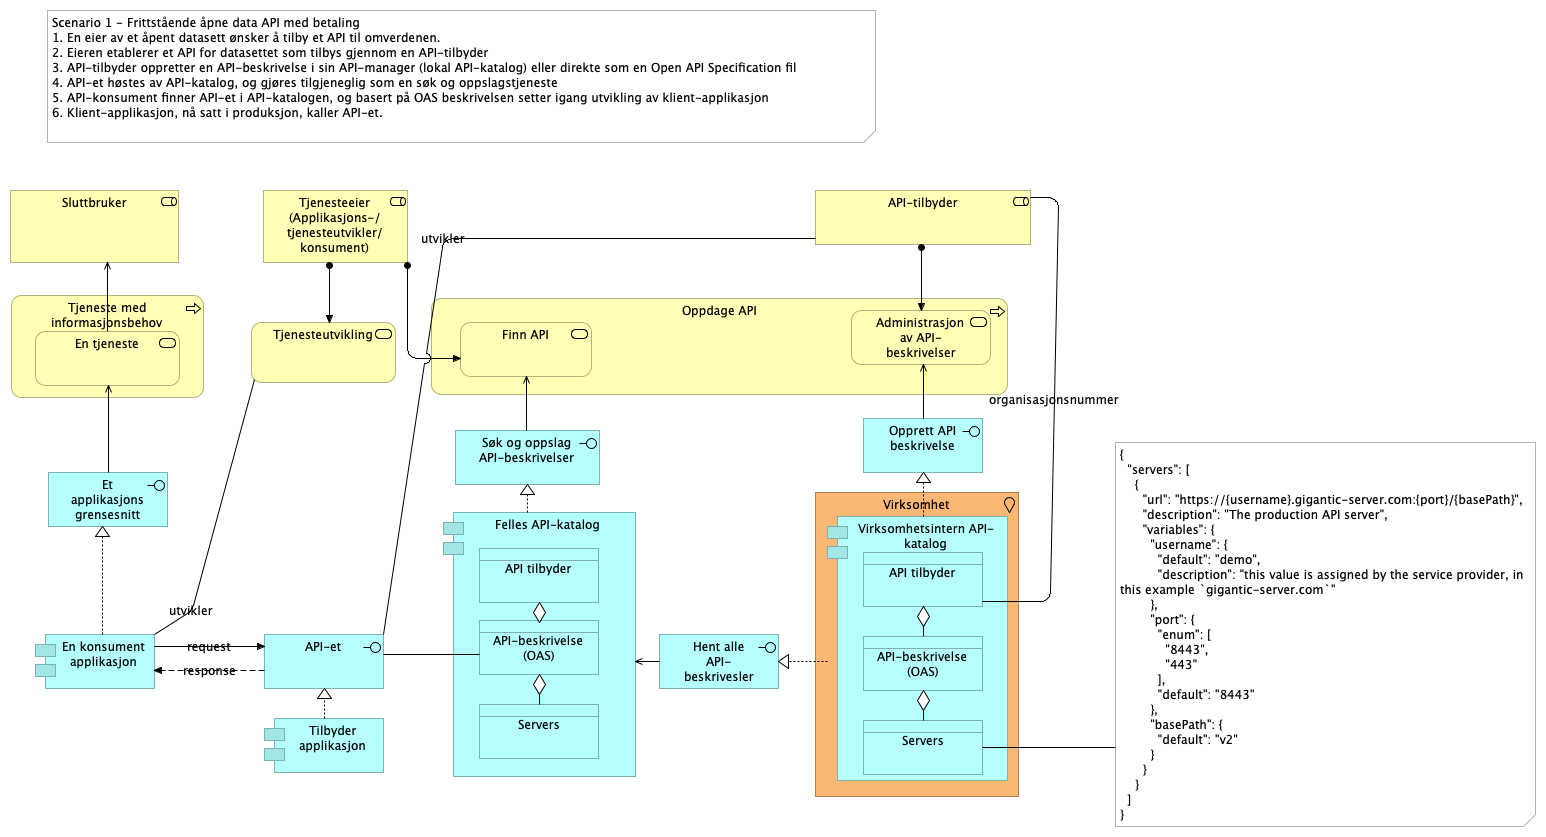 Scenario 1 - Frittstående åpne data API med betaling
1. En eier av et åpent datasett ønsker å tilby et API til omverdenen.
2. Eieren etablerer et API for datasettet som tilbys gjennom en API-tilbyder
3. API-tilbyder oppretter en API-beskrivelse i sin API-manager (lokal API-katalog) eller direkte som en Open API Specification fil
4. API-et høstes av API-katalog, og gjøres tilgjeneglig som en søk og oppslagstjeneste
5. API-konsument finner API-et i API-katalogen, og basert på OAS beskrivelsen setter igang utvikling av klient-applikasjon
6. Klient-applikasjon, nå satt i produksjon, kaller API-et.
Sluttbruker
Tjenesteeier
(Applikasjons-/
tjenesteutvikler/
konsument)
API-tilbyder
utvikler
Tjeneste med
informasjonsbehov
En tjeneste
Tjenesteutvikling
Oppdage API
Finn API
Administrasjon
av API-
beskrivelser
organisasjonsnummer
Et
applikasjons
grensesnitt
Søk og oppslag
API-beskrivelser
Opprett API
beskrivelse
Felles API-katalog
API tilbyder
API-beskrivelse
(OAS)
Servers
Virksomhet
Virksomhetsintern API-
katalog
API tilbyder
API-beskrivelse
(OAS)
Servers
utvikler
En konsument
applikasjon
request
response
API-et
Tilbyder
applikasjon
Hent alle
API-
beskrivesler
{
"servers": [
{
"url": "https://{username}.gigantic-server.com:{port}/{basePath}",
"description": "The production API server",
"variables": {
"username": {
"default": "demo",
"description": "this value is assigned by the service provider, in
this example `gigantic-server.com`"
},
"port": {
"enum": [
"8443",
"443"
],
"default": "8443"
},
"basePath": {
"default": "v2"
}
}
}
]
}